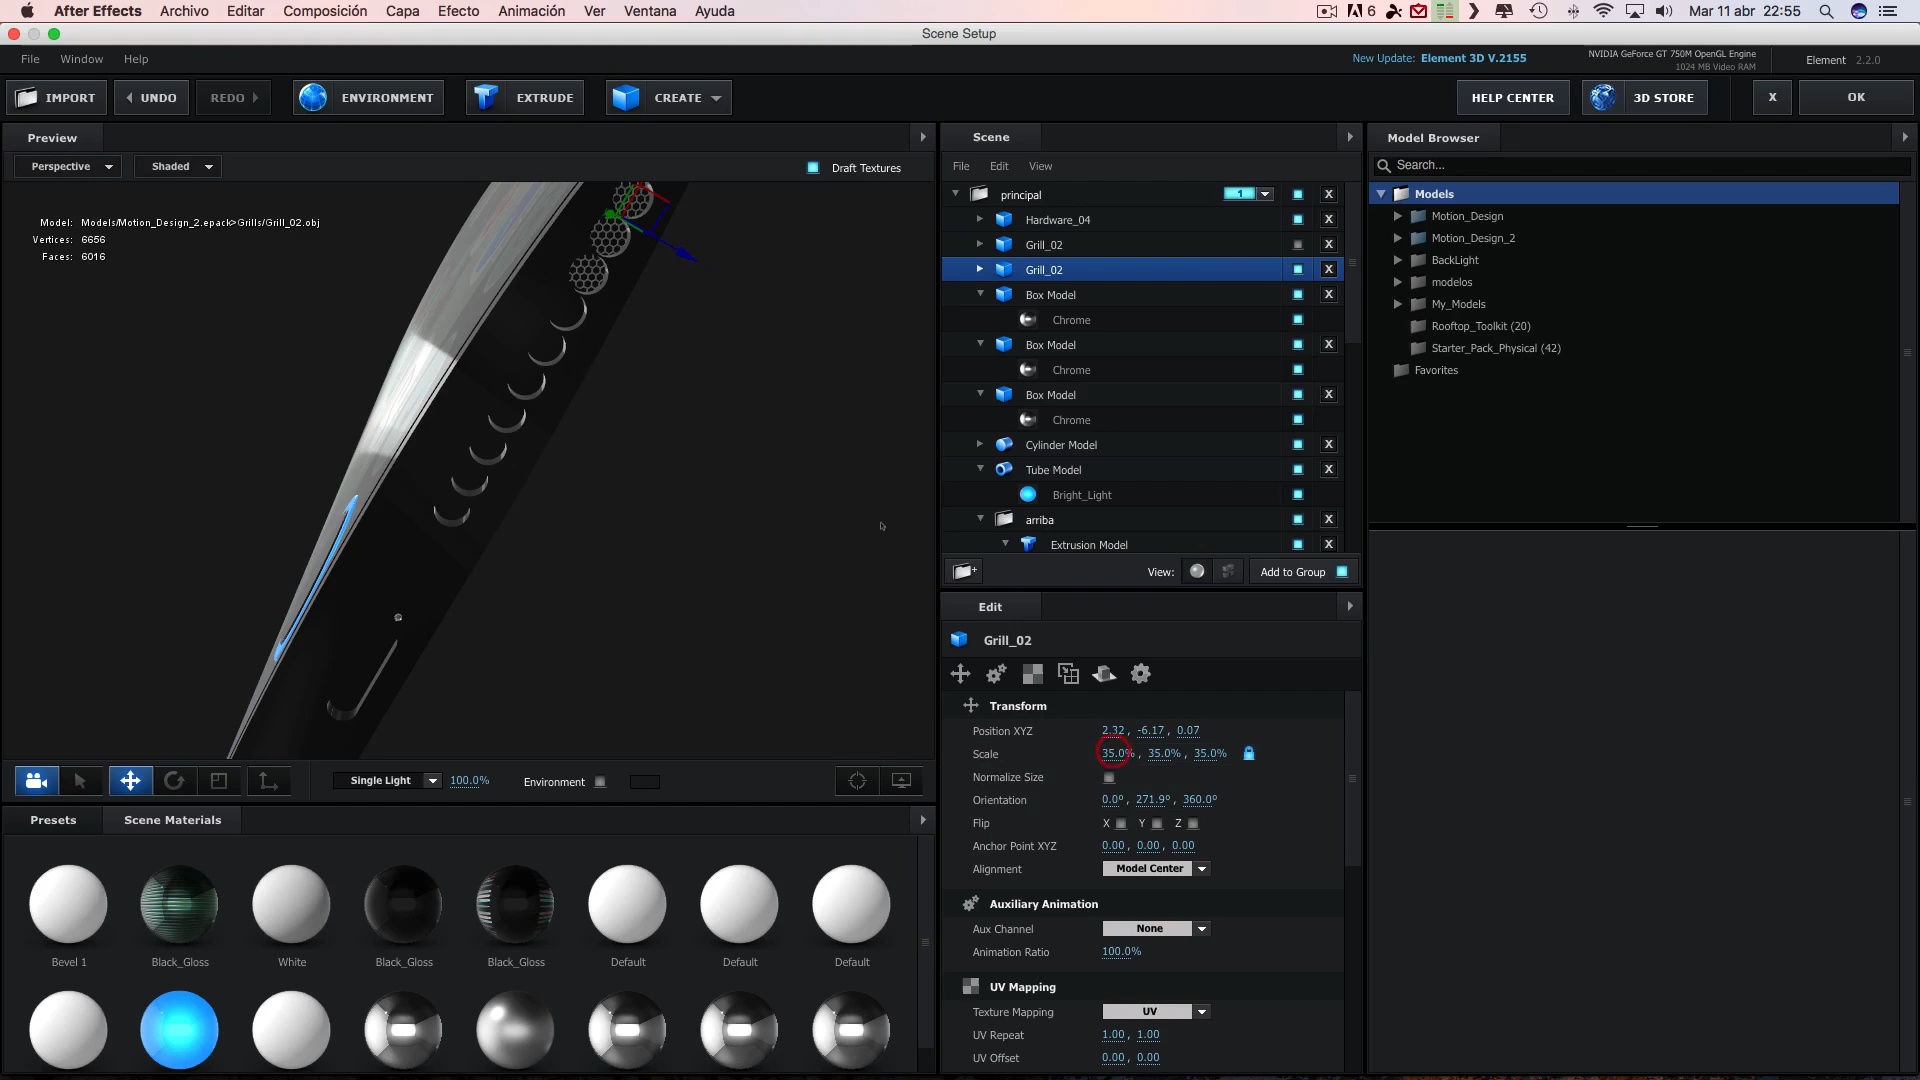 After Effects Archivo Editar Composición Capa Efecto Animación Ver Ventana Ayuda 6 Mar 11 abr 22:55
Scene Setup
File Window Help New Update: Element 3D V.2155 NVIDIA GeForce GT 750M OpenGL Engine
1024 MB Video RAM Element 2.2.0
IMPORT UNDO REDO ENVIRONMENT EXTRUDE CREATE HELP CENTER 3D STORE X OK
Preview
Perspective Shaded Draft Textures
Model: Models/Motion_Design_2.epack>Grills/Grill_02.obj
Vertices: 6656
Faces: 6016
Single Light 100.0% Environment
Presets Scene Materials
Bevel 1 Black_Gloss White Black_Gloss Black_Gloss Default Default Default
Scene
File Edit View
principal 1 X
Hardware_04 X
Grill_02 X
Grill_02 X
Box Model X
Chrome
Box Model X
Chrome
Box Model X
Chrome
Cylinder Model X
Tube Model X
Bright_Light
arriba X
Extrusion Model X
View: Add to Group
Edit
Grill_02
Transform
Position XYZ 2.32, -6.17, 0.07
Scale 35.0%, 35.0%, 35.0%
Normalize Size
Orientation 0.0°, 271.9°, 360.0°
Flip X Y Z
Anchor Point XYZ 0.00, 0.00, 0.00
Alignment Model Center
Auxiliary Animation
Aux Channel None
Animation Ratio 100.0%
UV Mapping
Texture Mapping UV
UV Repeat 1.00, 1.00
UV Offset 0.00, 0.00
Model Browser
Search...
Models
Motion_Design
Motion_Design_2
BackLight
modelos
My_Models
Rooftop_Toolkit (20)
Starter_Pack_Physical (42)
Favorites